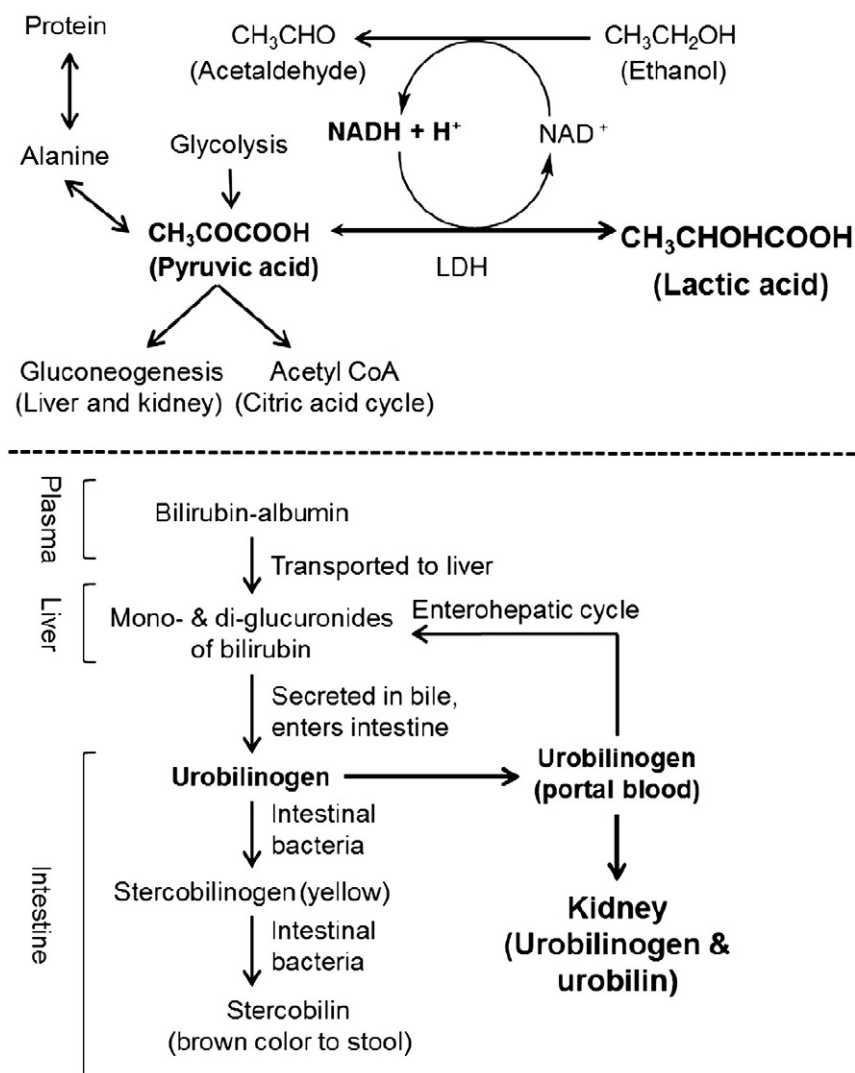 Protein
CH₃CHO
CH₃CH₂OH
(Acetaldehyde)
(Ethanol)
NADH + H⁺
NAD⁺
Alanine
Glycolysis
CH₃COCOOH
(Pyruvic acid)
LDH
CH₃CHOHCOOH
(Lactic acid)
Gluconeogenesis
(Liver and kidney)
Acetyl CoA
(Citric acid cycle)
Plasma
Bilirubin-albumin
Transported to liver
Liver
Mono- & di-glucuronides
of bilirubin
Enterohepatic cycle
Secreted in bile,
enters intestine
Intestine
Urobilinogen
Urobilinogen
(portal blood)
Intestinal
bacteria
Stercobilinogen (yellow)
Intestinal
bacteria
Stercobilin
(brown color to stool)
Kidney
(Urobilinogen &
urobilin)